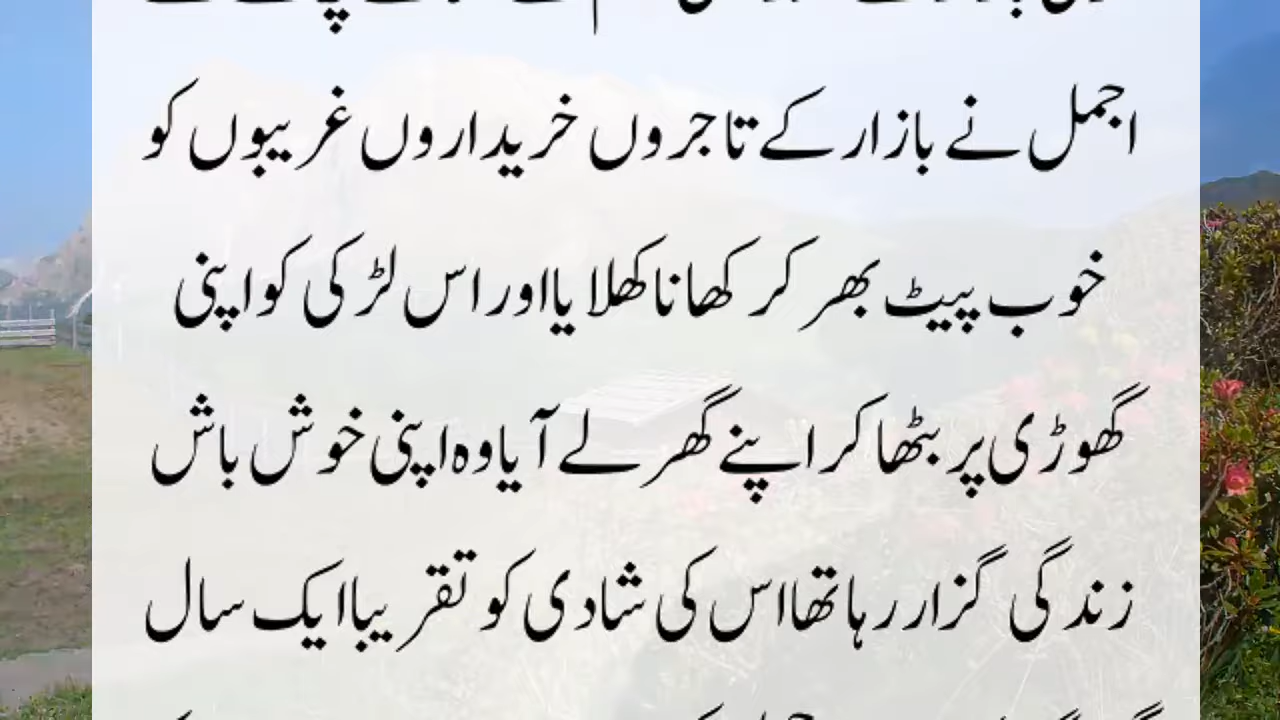 اجمل نے بازار کے تاجروں خریداروں غریبوں کو
خوب پیٹ بھر کر کھانا کھلایا اور اس لڑکی کو اپنی
گھوڑی پر بٹھا کر اپنے گھر لے آیا وہ اپنی خوش باش
زندگی گزار رہا تھا اس کی شادی کو تقریبا ایک سال